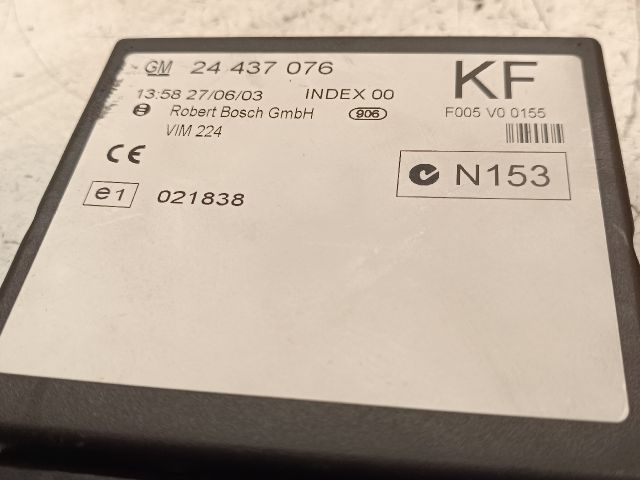 GM 24 437 076
KF
13:58 27/06/03 INDEX 00
Robert Bosch GmbH 906
F005 V0 0155
VIM 224
CE
N153
e1 021838